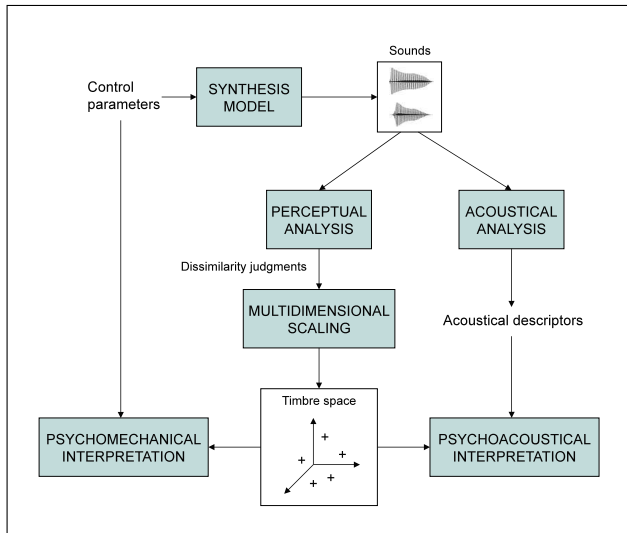 Sounds
Control
parameters
SYNTHESIS
MODEL
PERCEPTUAL
ANALYSIS
ACOUSTICAL
ANALYSIS
Dissimilarity judgments
MULTIDIMENSIONAL
SCALING
Acoustical descriptors
Timbre space
PSYCHOMECHANICAL
INTERPRETATION
PSYCHOACOUSTICAL
INTERPRETATION